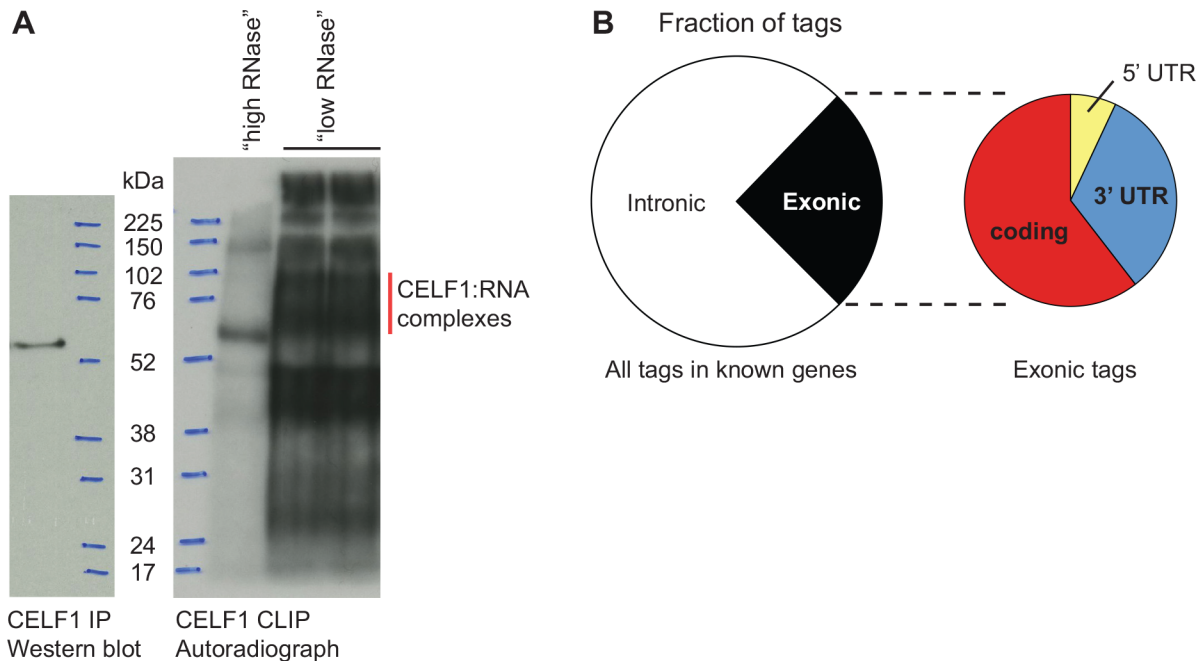 A
"high RNase"
"low RNase"
kDa
225
150
102
76
52
38
31
24
17
CELF1:RNA
complexes
CELF1 IP
Western blot
CELF1 CLIP
Autoradiograph
B
Fraction of tags
Intronic
Exonic
All tags in known genes
5’ UTR
3’ UTR
coding
Exonic tags